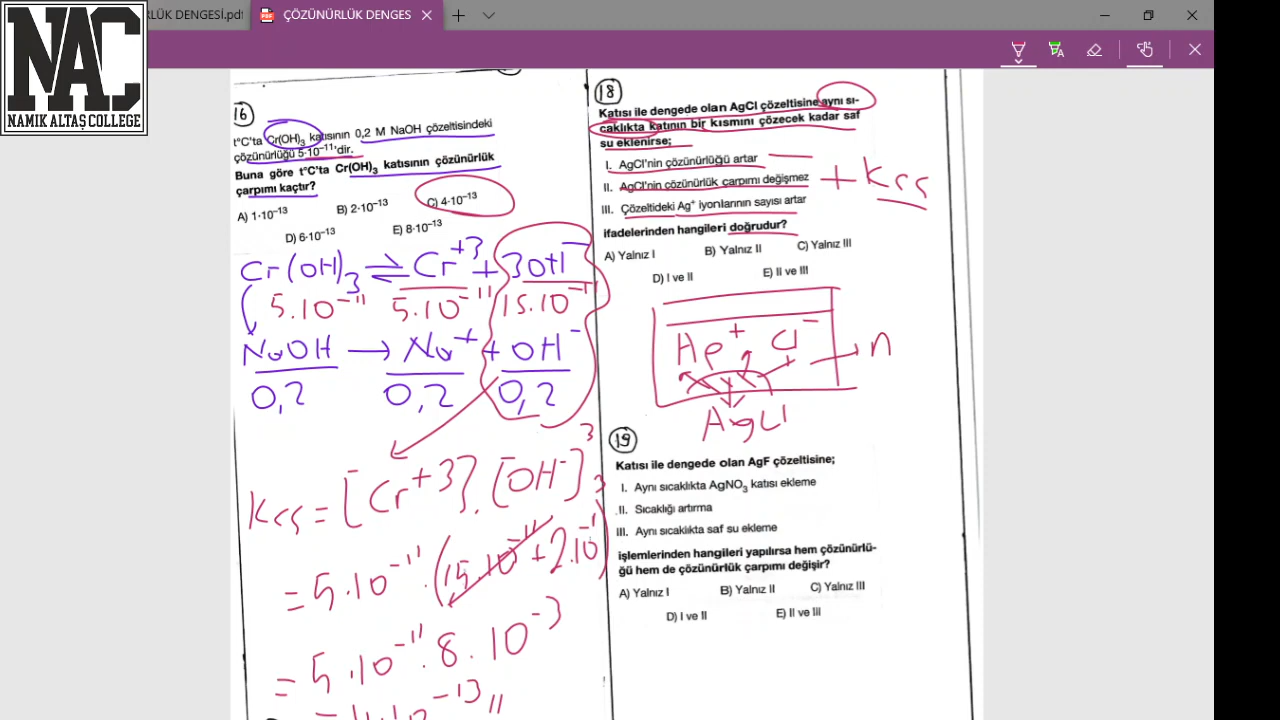 RLÜK DENGESİ.pdf
ÇÖZÜNÜRLÜK DENGES
NAC
NAMIK ALTAŞ COLLEGE
16
t°C'ta Cr(OH)₃ katısının 0,2 M NaOH çözeltisindeki
çözünürlüğü 5·10⁻¹¹'dir.
Buna göre t°C'ta Cr(OH)₃ katısının çözünürlük
çarpımı kaçtır?
A) 1·10⁻¹³ B) 2·10⁻¹³ C) 4·10⁻¹³
D) 6·10⁻¹³ E) 8·10⁻¹³
Cr(OH)₃ ⇌ Cr⁺³ + 3OH⁻
5.10⁻¹¹ 5.10⁻¹¹ 15.10⁻¹¹
NaOH → Na⁺ + OH⁻
0,2 0,2 0,2
Kçç = [Cr⁺³].[OH⁻]³
= 5.10⁻¹¹.(15.10⁻¹¹+2.10⁻¹)³
= 5.10⁻¹¹.8.10⁻³
= 4.10⁻¹³
18
Katısı ile dengede olan AgCl çözeltisine aynı sı-
caklıkta katının bir kısmını çözecek kadar saf
su eklenirse;
I. AgCl'nin çözünürlüğü artar —
II. AgCl'nin çözünürlük çarpımı değişmez + Kçç
III. Çözeltideki Ag⁺ iyonlarının sayısı artar
ifadelerinden hangileri doğrudur?
A) Yalnız I B) Yalnız II C) Yalnız III
D) I ve II E) II ve III
Ag⁺ Cl⁻ → n
AgCl
19
Katısı ile dengede olan AgF çözeltisine;
I. Aynı sıcaklıkta AgNO₃ katısı ekleme
II. Sıcaklığı artırma
III. Aynı sıcaklıkta saf su ekleme
işlemlerinden hangileri yapılırsa hem çözünürlü-
ğü hem de çözünürlük çarpımı değişir?
A) Yalnız I B) Yalnız II C) Yalnız III
D) I ve II E) II ve III